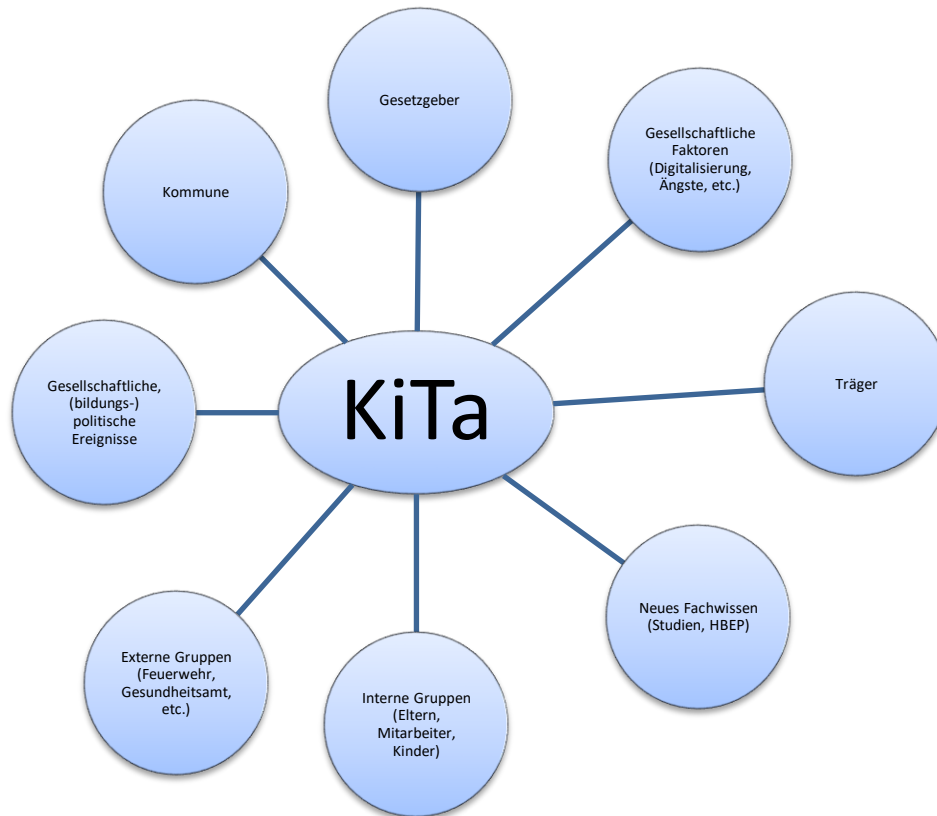 Gesetzgeber
Gesellschaftliche
Faktoren
(Digitalisierung,
Ängste, etc.)
Kommune
Träger
Gesellschaftliche,
(bildungs-)
politische
Ereignisse
KiTa
Neues Fachwissen
(Studien, HBEP)
Externe Gruppen
(Feuerwehr,
Gesundheitsamt,
etc.)
Interne Gruppen
(Eltern,
Mitarbeiter,
Kinder)